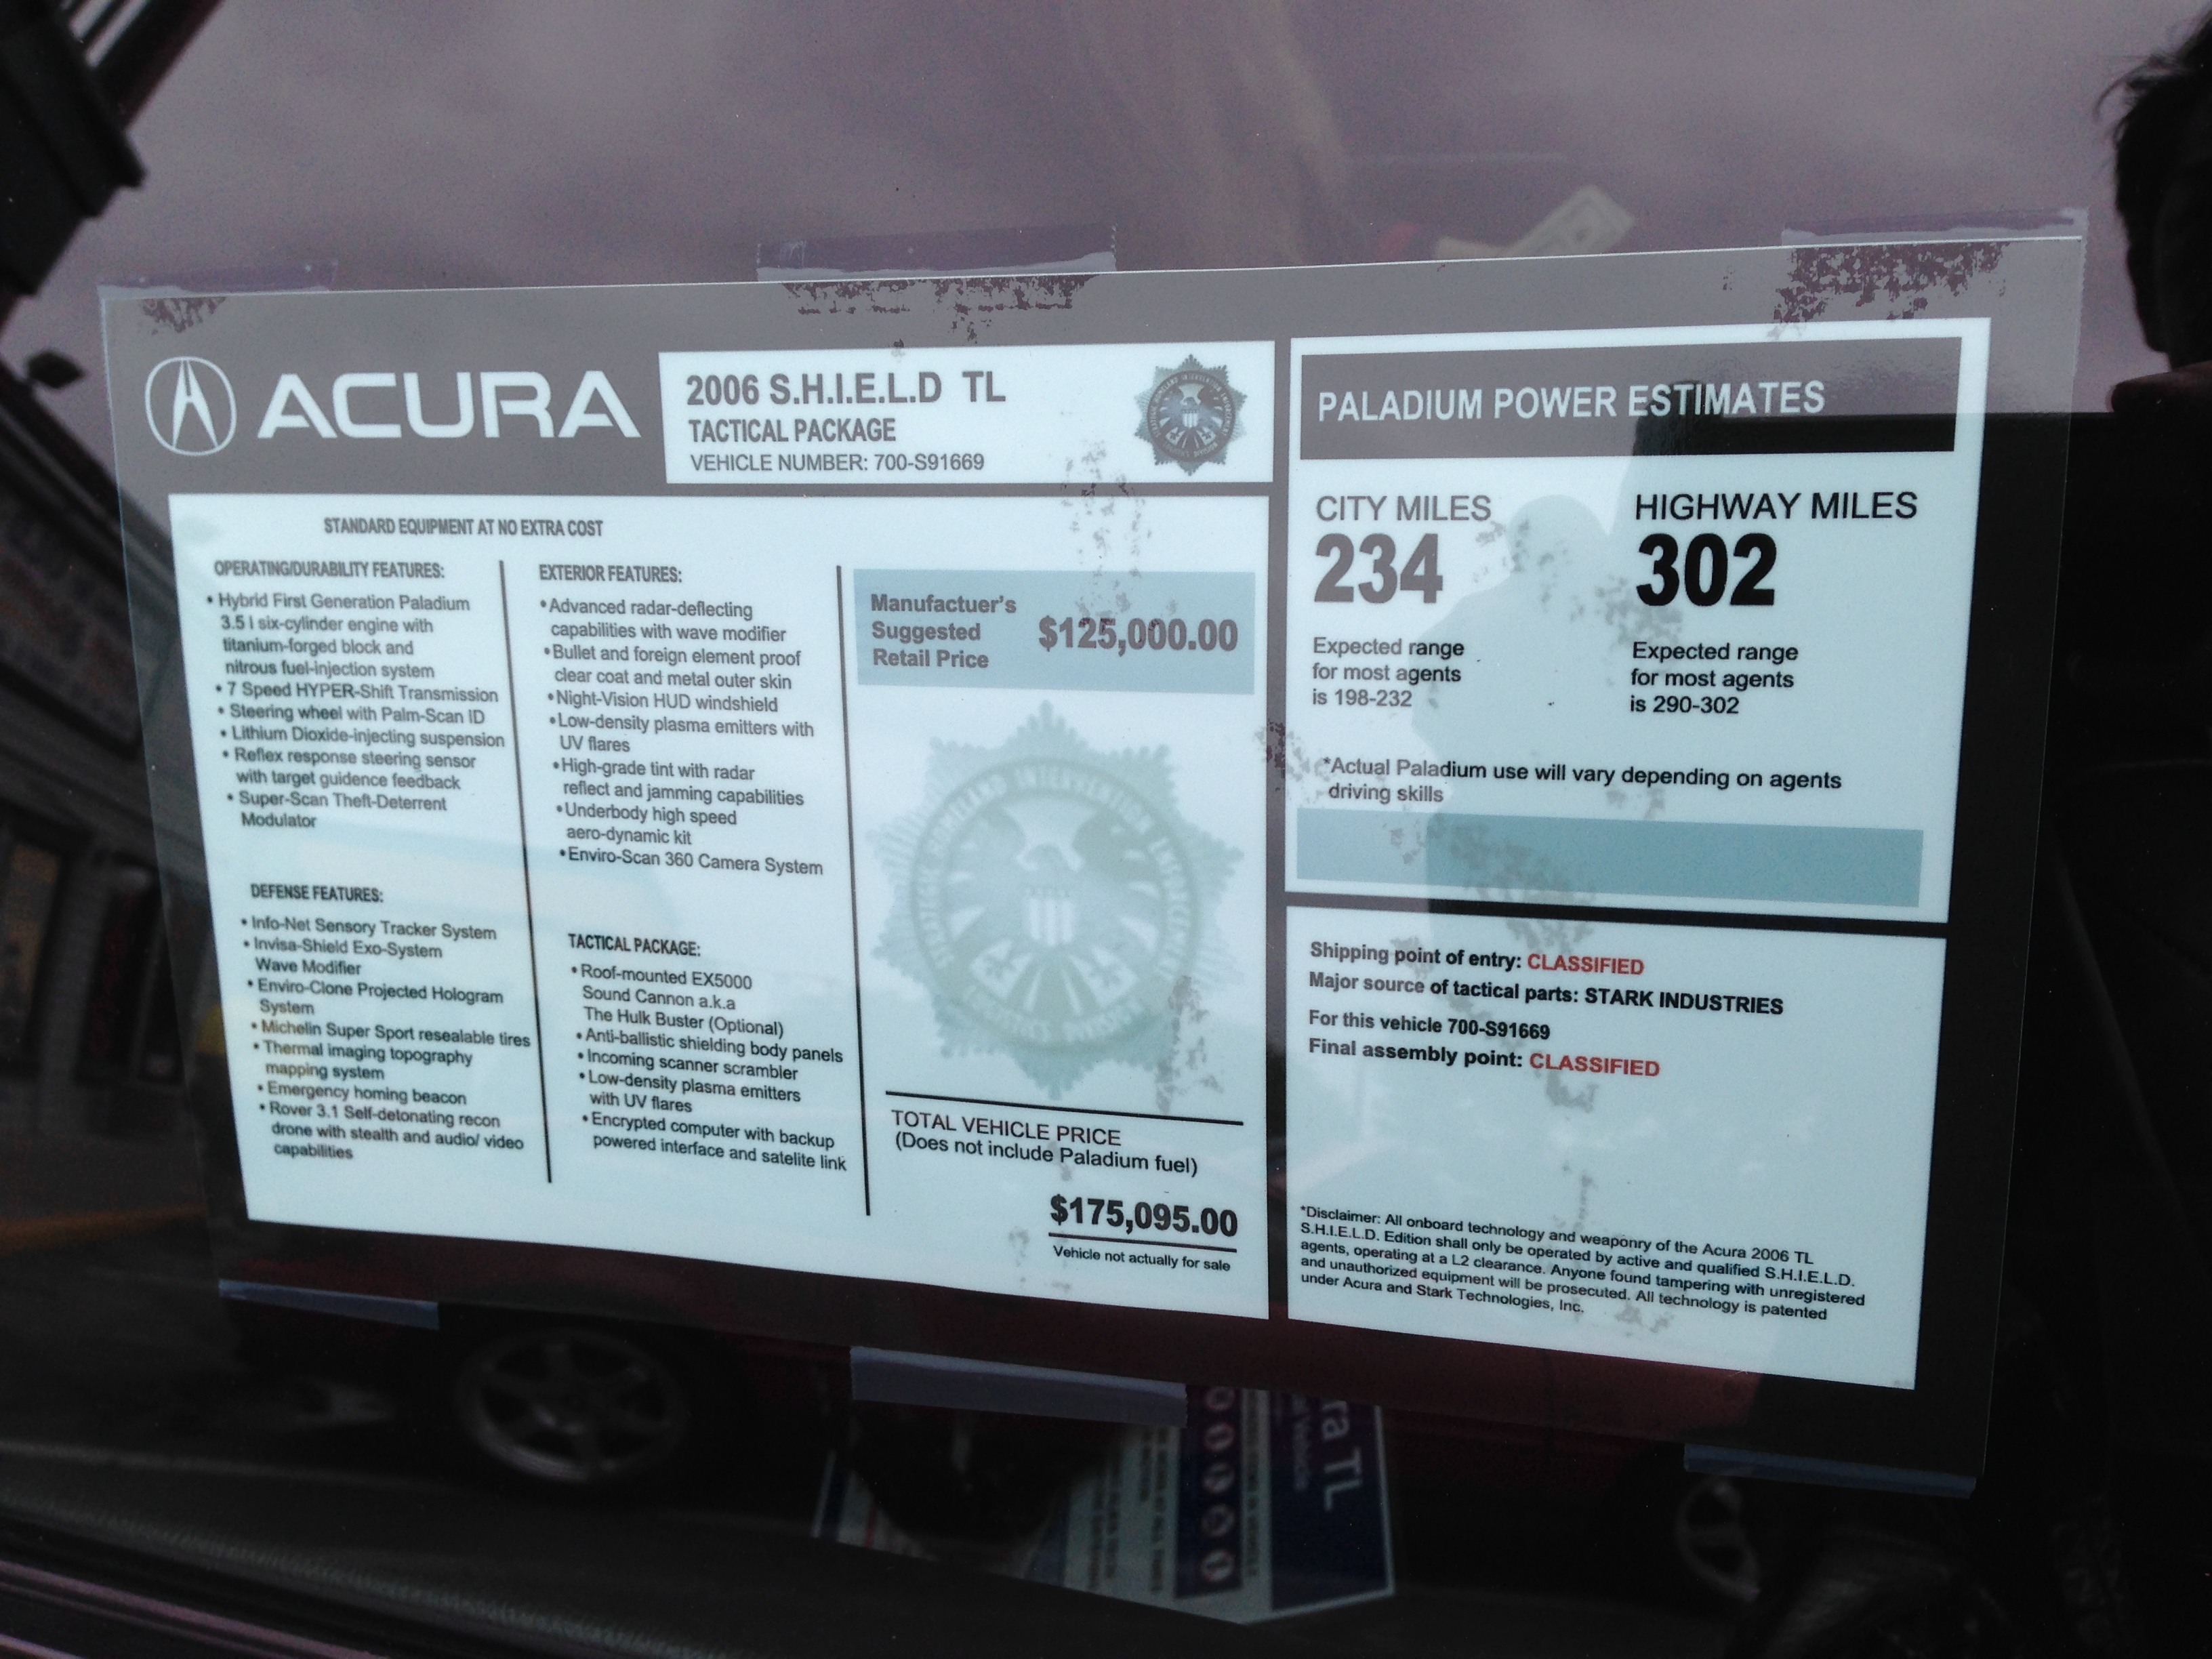 ACURA
2006 S.H.I.E.L.D TL
TACTICAL PACKAGE
VEHICLE NUMBER: 700-S91669
STANDARD EQUIPMENT AT NO EXTRA COST
OPERATING/DURABILITY FEATURES:
• Hybrid First Generation Paladium
3.5 l six-cylinder engine with
titanium-forged block and
nitrous fuel-injection system
• 7 Speed HYPER-Shift Transmission
• Steering wheel with Palm-Scan ID
• Lithium Dioxide-injecting suspension
• Reflex response steering sensor
with target guidence feedback
• Super-Scan Theft-Deterrent
Modulator
DEFENSE FEATURES:
• Info-Net Sensory Tracker System
• Invisa-Shield Exo-System
Wave Modifier
• Enviro-Clone Projected Hologram
System
• Michelin Super Sport resealable tires
• Thermal imaging topography
mapping system
• Emergency homing beacon
• Rover 3.1 Self-detonating recon
drone with stealth and audio/ video
capabilities
EXTERIOR FEATURES:
• Advanced radar-deflecting
capabilities with wave modifier
• Bullet and foreign element proof
clear coat and metal outer skin
• Night-Vision HUD windshield
• Low-density plasma emitters with
UV flares
• High-grade tint with radar
reflect and jamming capabilities
• Underbody high speed
aero-dynamic kit
• Enviro-Scan 360 Camera System
TACTICAL PACKAGE:
• Roof-mounted EX5000
Sound Cannon a.k.a
The Hulk Buster (Optional)
• Anti-ballistic shielding body panels
• Incoming scanner scrambler
• Low-density plasma emitters
with UV flares
• Encrypted computer with backup
powered interface and satelite link
Manufactuer's
Suggested
Retail Price
$125,000.00
TOTAL VEHICLE PRICE
(Does not include Paladium fuel)
$175,095.00
Vehicle not actually for sale
PALADIUM POWER ESTIMATES
CITY MILES
234
Expected range
for most agents
is 198-232
HIGHWAY MILES
302
Expected range
for most agents
is 290-302
*Actual Paladium use will vary depending on agents
driving skills
Shipping point of entry: CLASSIFIED
Major source of tactical parts: STARK INDUSTRIES
For this vehicle 700-S91669
Final assembly point: CLASSIFIED
*Disclaimer: All onboard technology and weaponry of the Acura 2006 TL
S.H.I.E.L.D. Edition shall only be operated by active and qualified S.H.I.E.L.D.
agents, operating at a L2 clearance. Anyone found tampering with unregistered
and unauthorized equipment will be prosecuted. All technology is patented
under Acura and Stark Technologies, Inc.
ra TL